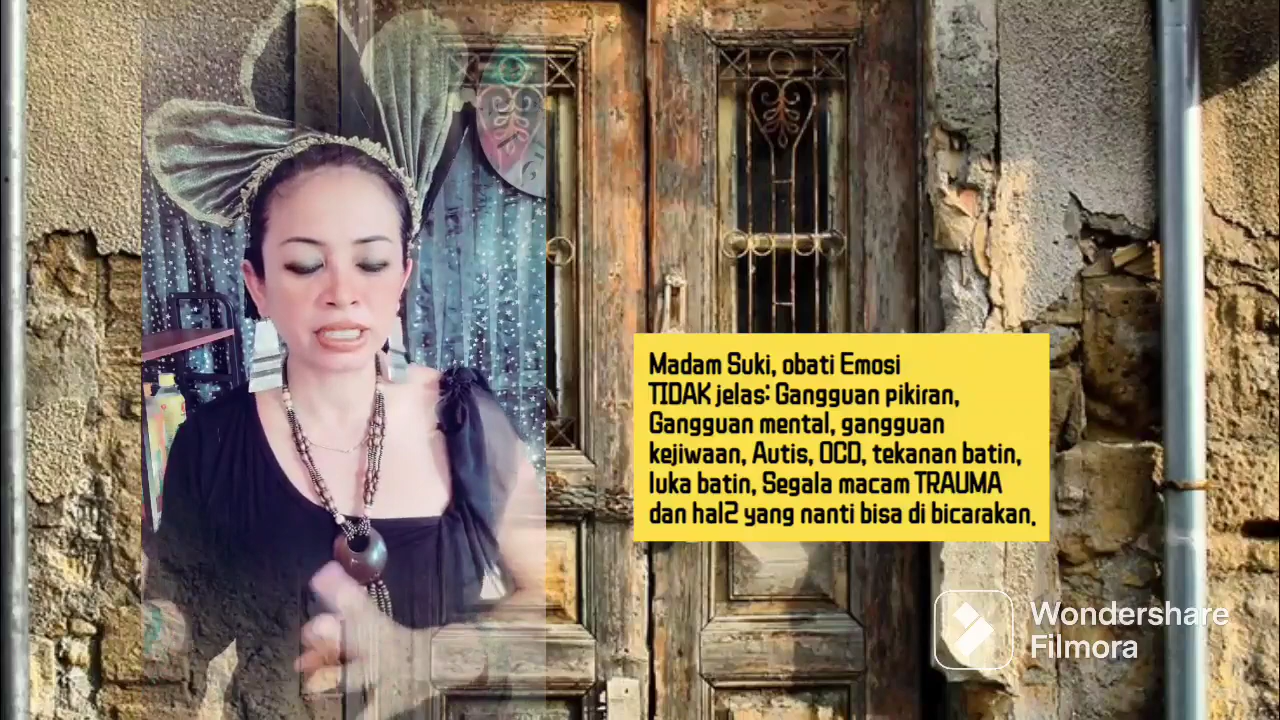 Madam Suki, obati Emosi
TIDAK jelas: Gangguan pikiran,
Gangguan mental, gangguan
kejiwaan, Autis, OCD, tekanan batin,
luka batin, Segala macam TRAUMA
dan hal2 yang nanti bisa di bicarakan.
Wondershare
Filmora